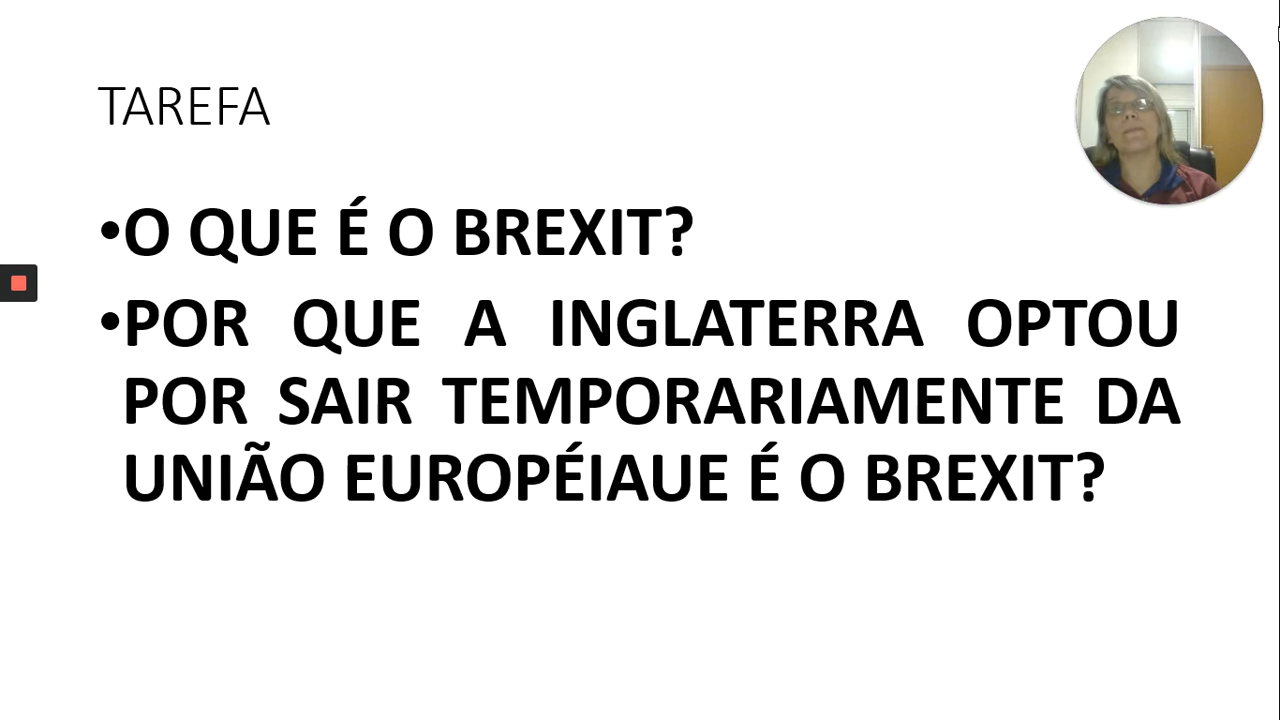 TAREFA
•O QUE É O BREXIT?
•POR QUE A INGLATERRA OPTOU
POR SAIR TEMPORARIAMENTE DA
UNIÃO EUROPÉIAUE É O BREXIT?